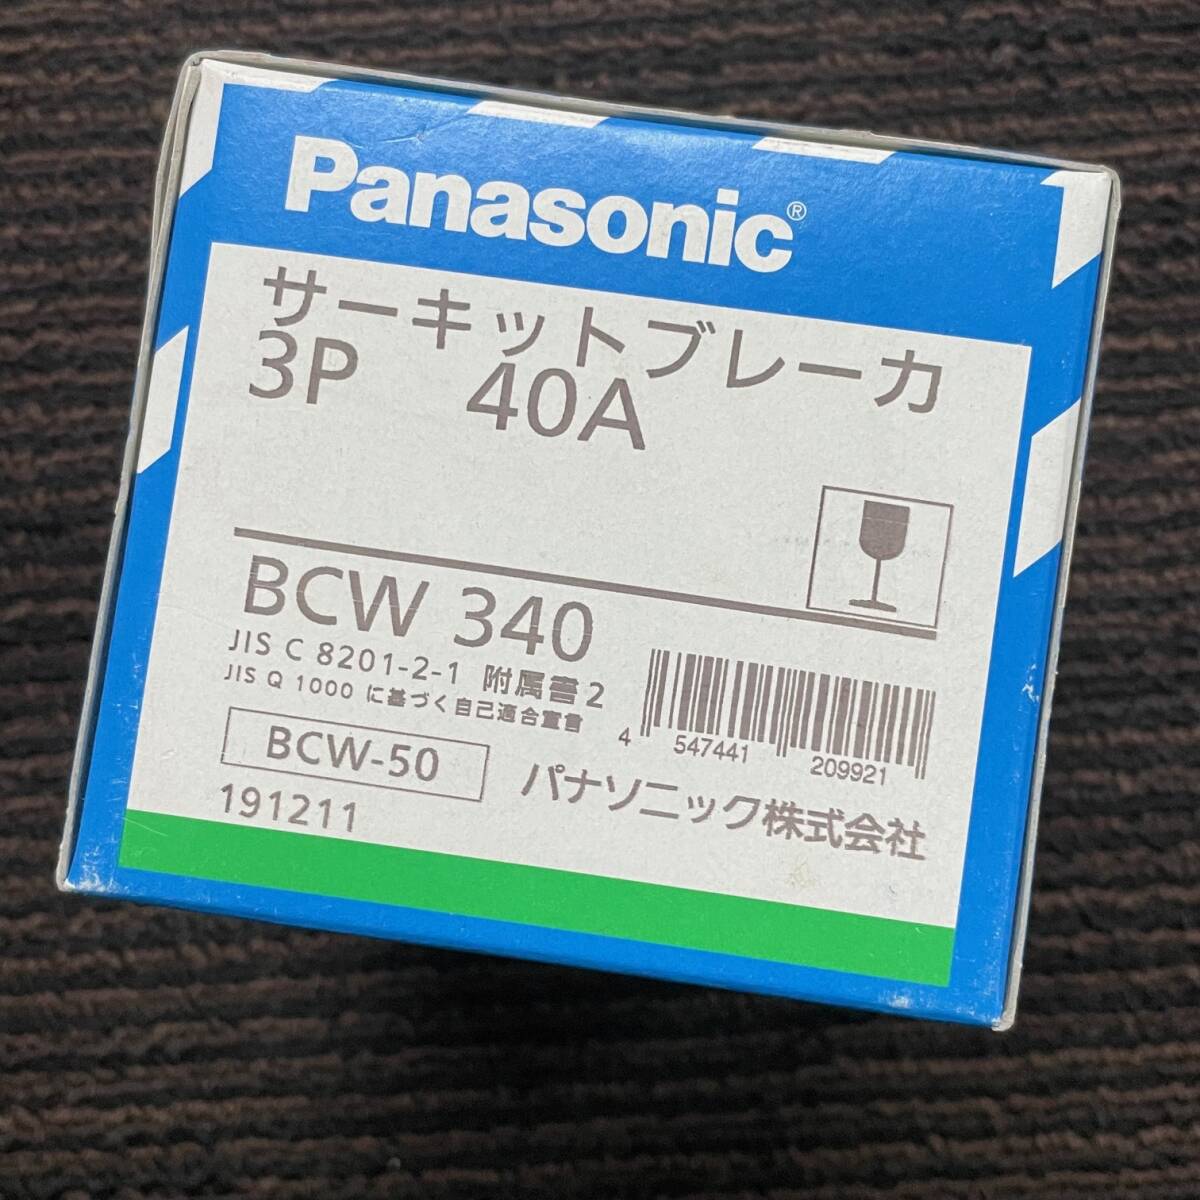 Panasonic®
サーキットブレーカ
3P 40A
BCW 340
JIS C 8201-2-1 附属書2
JIS Q 1000 に基づく自己適合宣言
BCW-50
191211
4 547441 209921
パナソニック株式会社